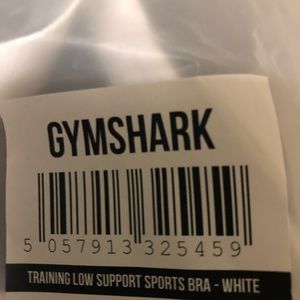 GYMSHARK
5 057913 325459
TRAINING LOW SUPPORT SPORTS BRA - WHITE